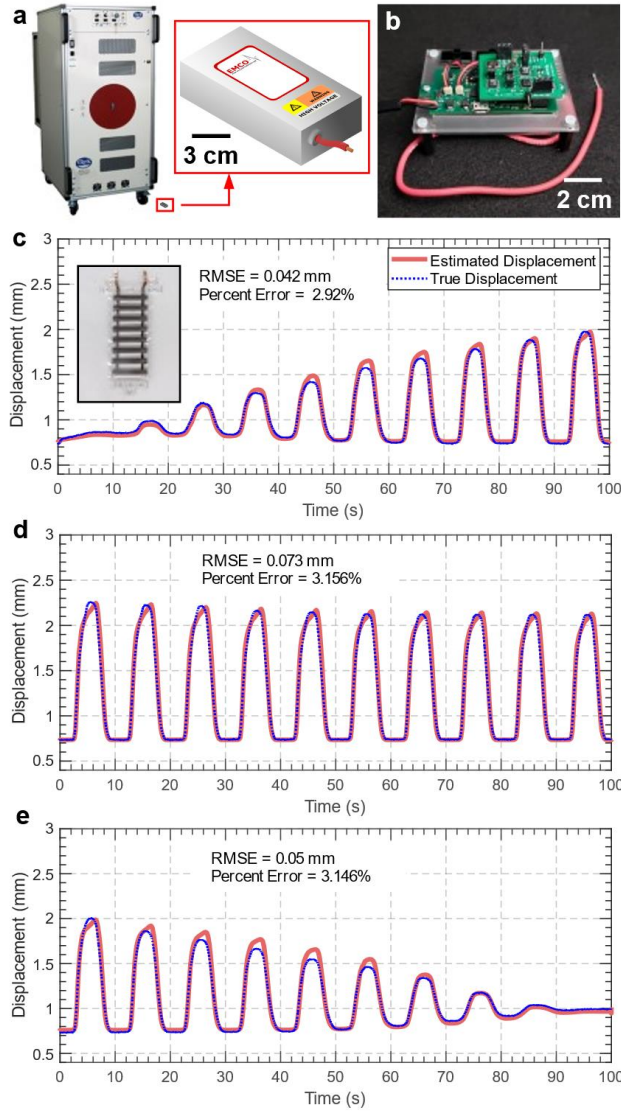 a
b
EMCO
WARNING
HIGH VOLTAGE
3 cm
2 cm
c
Displacement (mm)
3
2.5
2
1.5
1
0.5
RMSE = 0.042 mm
Percent Error = 2.92%
Estimated Displacement
True Displacement
0 10 20 30 40 50 60 70 80 90 100
Time (s)
d
Displacement (mm)
3
2.5
2
1.5
1
0.5
RMSE = 0.073 mm
Percent Error = 3.156%
0 10 20 30 40 50 60 70 80 90 100
Time (s)
e
Displacement (mm)
3
2.5
2
1.5
1
0.5
RMSE = 0.05 mm
Percent Error = 3.146%
0 10 20 30 40 50 60 70 80 90 100
Time (s)